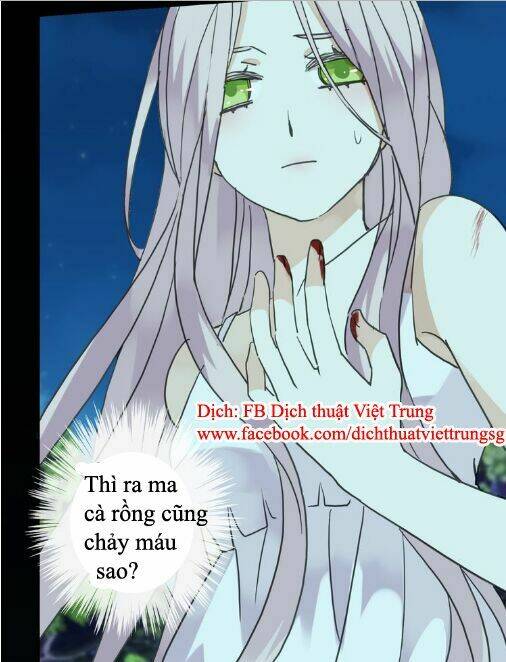 Dịch: FB Dịch thuật Việt Trung
www.facebook.com/dichthuatviettrungsg
Thì ra ma
cà rồng cũng
chảy máu
sao?